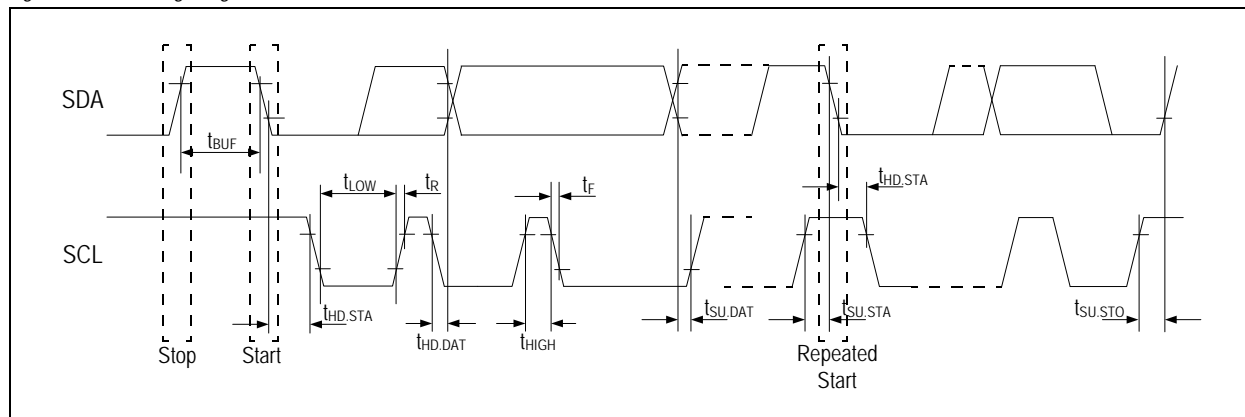 SDA
tBUF
tLOW
tR
tF
tHD.STA
SCL
tHD.STA
tHD.DAT
tHIGH
tSU.DAT
tSU.STA
tSU.STO
Stop
Start
Repeated
Start